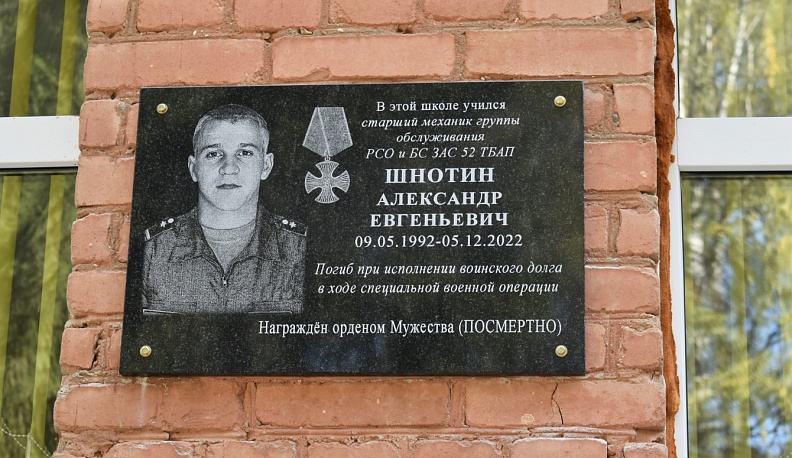 В этой школе учился
старший механик группы
обслуживания
РСО и БС ЗАС 52 ТБАП
ШНОТИН
АЛЕКСАНДР
ЕВГЕНЬЕВИЧ
09.05.1992-05.12.2022
Погиб при исполнении воинского долга
в ходе специальной военной операции
Награждён орденом Мужества (ПОСМЕРТНО)